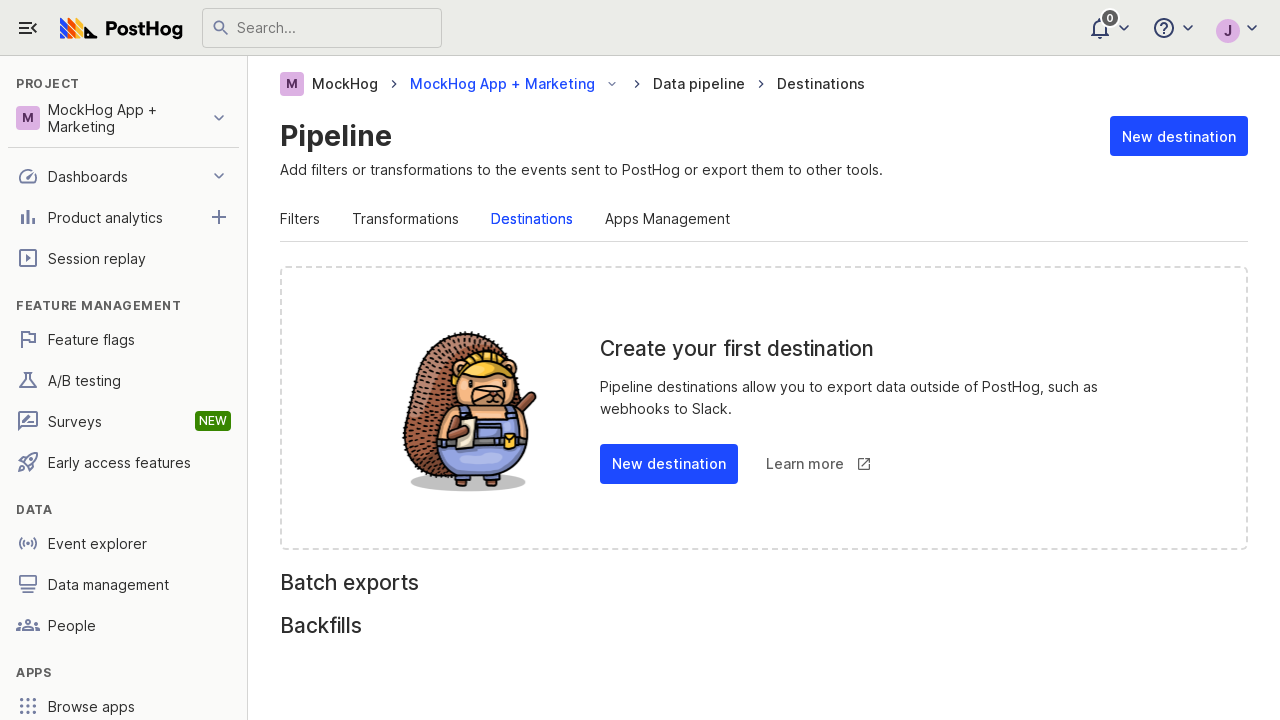 PostHog
Search...
0
J
PROJECT
M
MockHog App +
Marketing
Dashboards
Product analytics
Session replay
FEATURE MANAGEMENT
Feature flags
A/B testing
Surveys
NEW
Early access features
DATA
Event explorer
Data management
People
APPS
Browse apps
M MockHog MockHog App + Marketing Data pipeline Destinations
Pipeline
New destination
Add filters or transformations to the events sent to PostHog or export them to other tools.
Filters Transformations Destinations Apps Management
Create your first destination
Pipeline destinations allow you to export data outside of PostHog, such as
webhooks to Slack.
New destination Learn more
Batch exports
Backfills